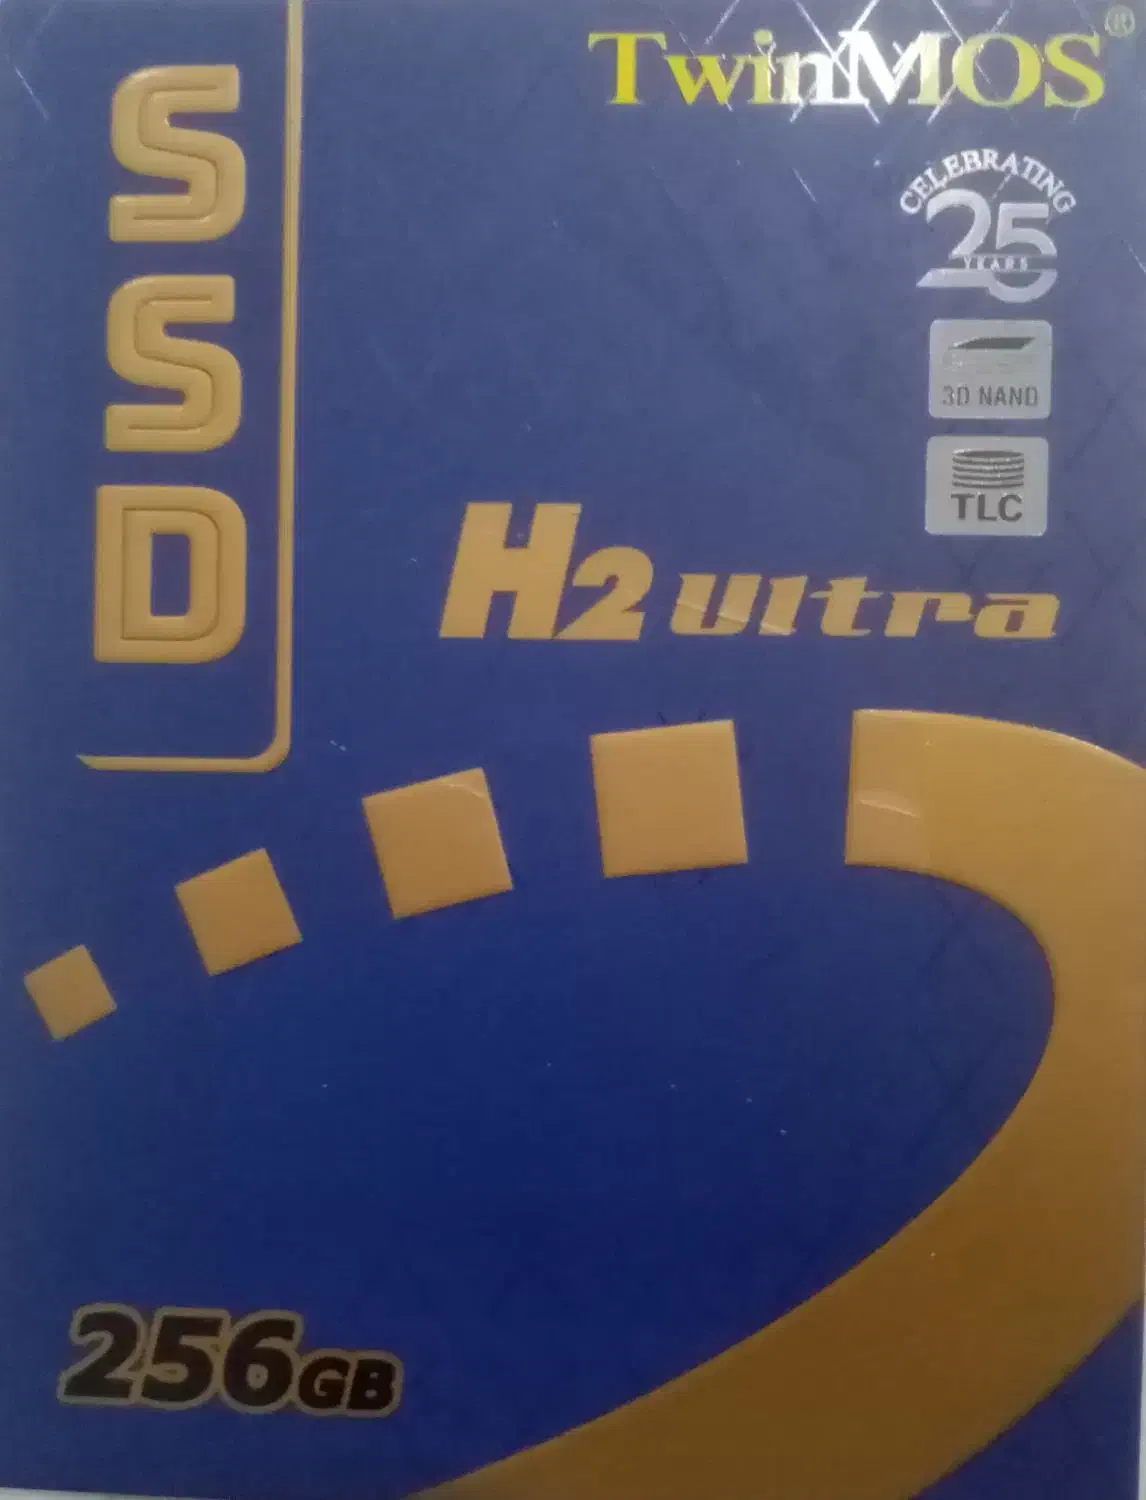 TwinMOS®
SSD
CELEBRATING
25
YEARS
3D NAND
TLC
H2 ultra
256GB